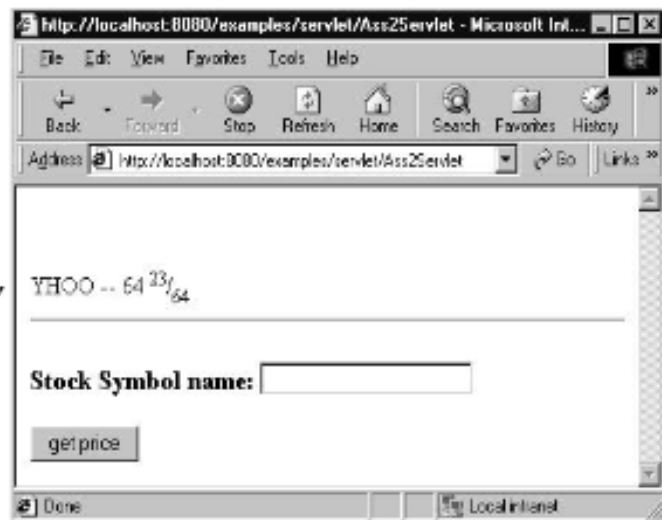 http://localhost:8080/examples/servlet/Ass2Servlet - Microsoft Int...
File Edit View Favorites Tools Help
Back Forward Stop Refresh Home Search Favorites History »
Address http://localhost:8080/examples/servlet/Ass2Servlet Go Links »
YHOO -- 64 23/64
Stock Symbol name:
get price
Done Local intranet